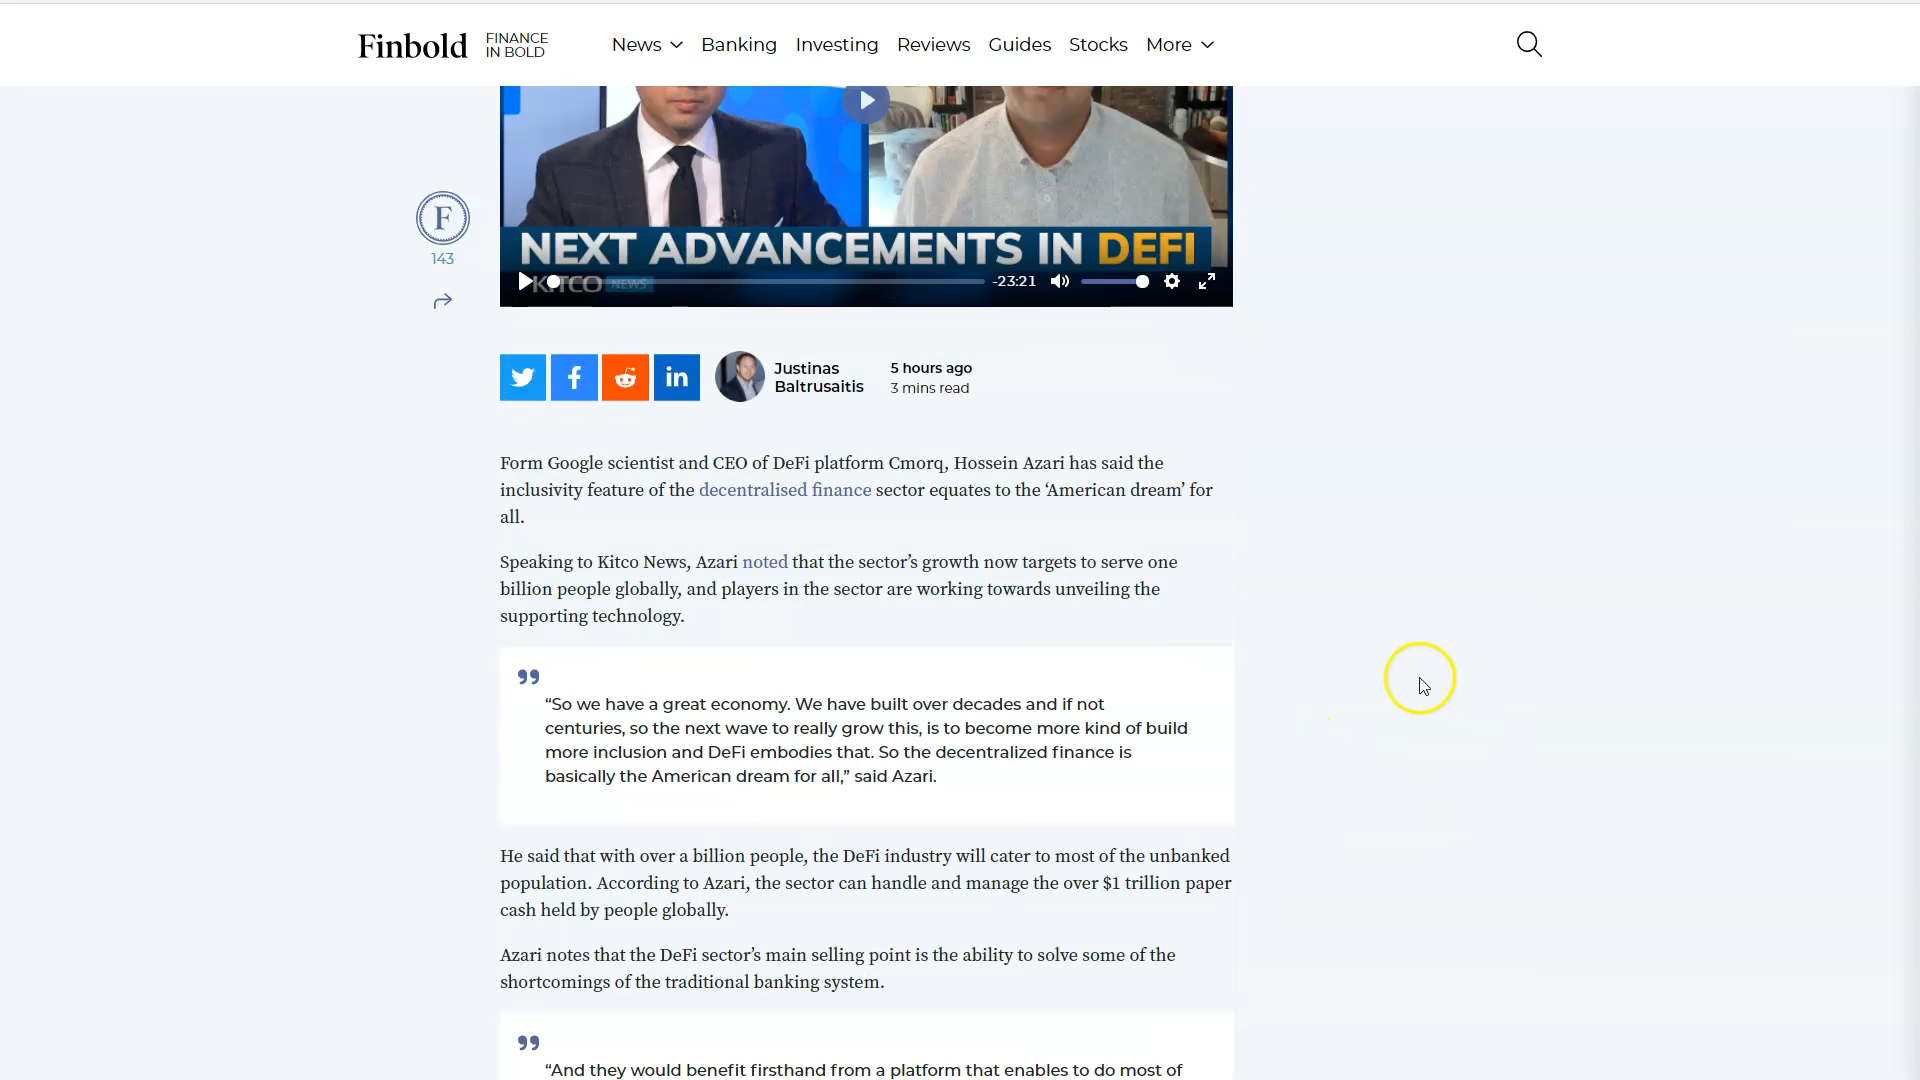 Finbold
FINANCE
IN BOLD
News
Banking
Investing
Reviews
Guides
Stocks
More
NEXT ADVANCEMENTS IN DEFI
KITCO NEWS
-23:21
F
143
Justinas
Baltrusaitis
5 hours ago
3 mins read
Form Google scientist and CEO of DeFi platform Cmorq, Hossein Azari has said the
inclusivity feature of the decentralised finance sector equates to the ‘American dream’ for
all.
Speaking to Kitco News, Azari noted that the sector’s growth now targets to serve one
billion people globally, and players in the sector are working towards unveiling the
supporting technology.
“So we have a great economy. We have built over decades and if not
centuries, so the next wave to really grow this, is to become more kind of build
more inclusion and DeFi embodies that. So the decentralized finance is
basically the American dream for all,” said Azari.
He said that with over a billion people, the DeFi industry will cater to most of the unbanked
population. According to Azari, the sector can handle and manage the over $1 trillion paper
cash held by people globally.
Azari notes that the DeFi sector’s main selling point is the ability to solve some of the
shortcomings of the traditional banking system.
“And they would benefit firsthand from a platform that enables to do most of